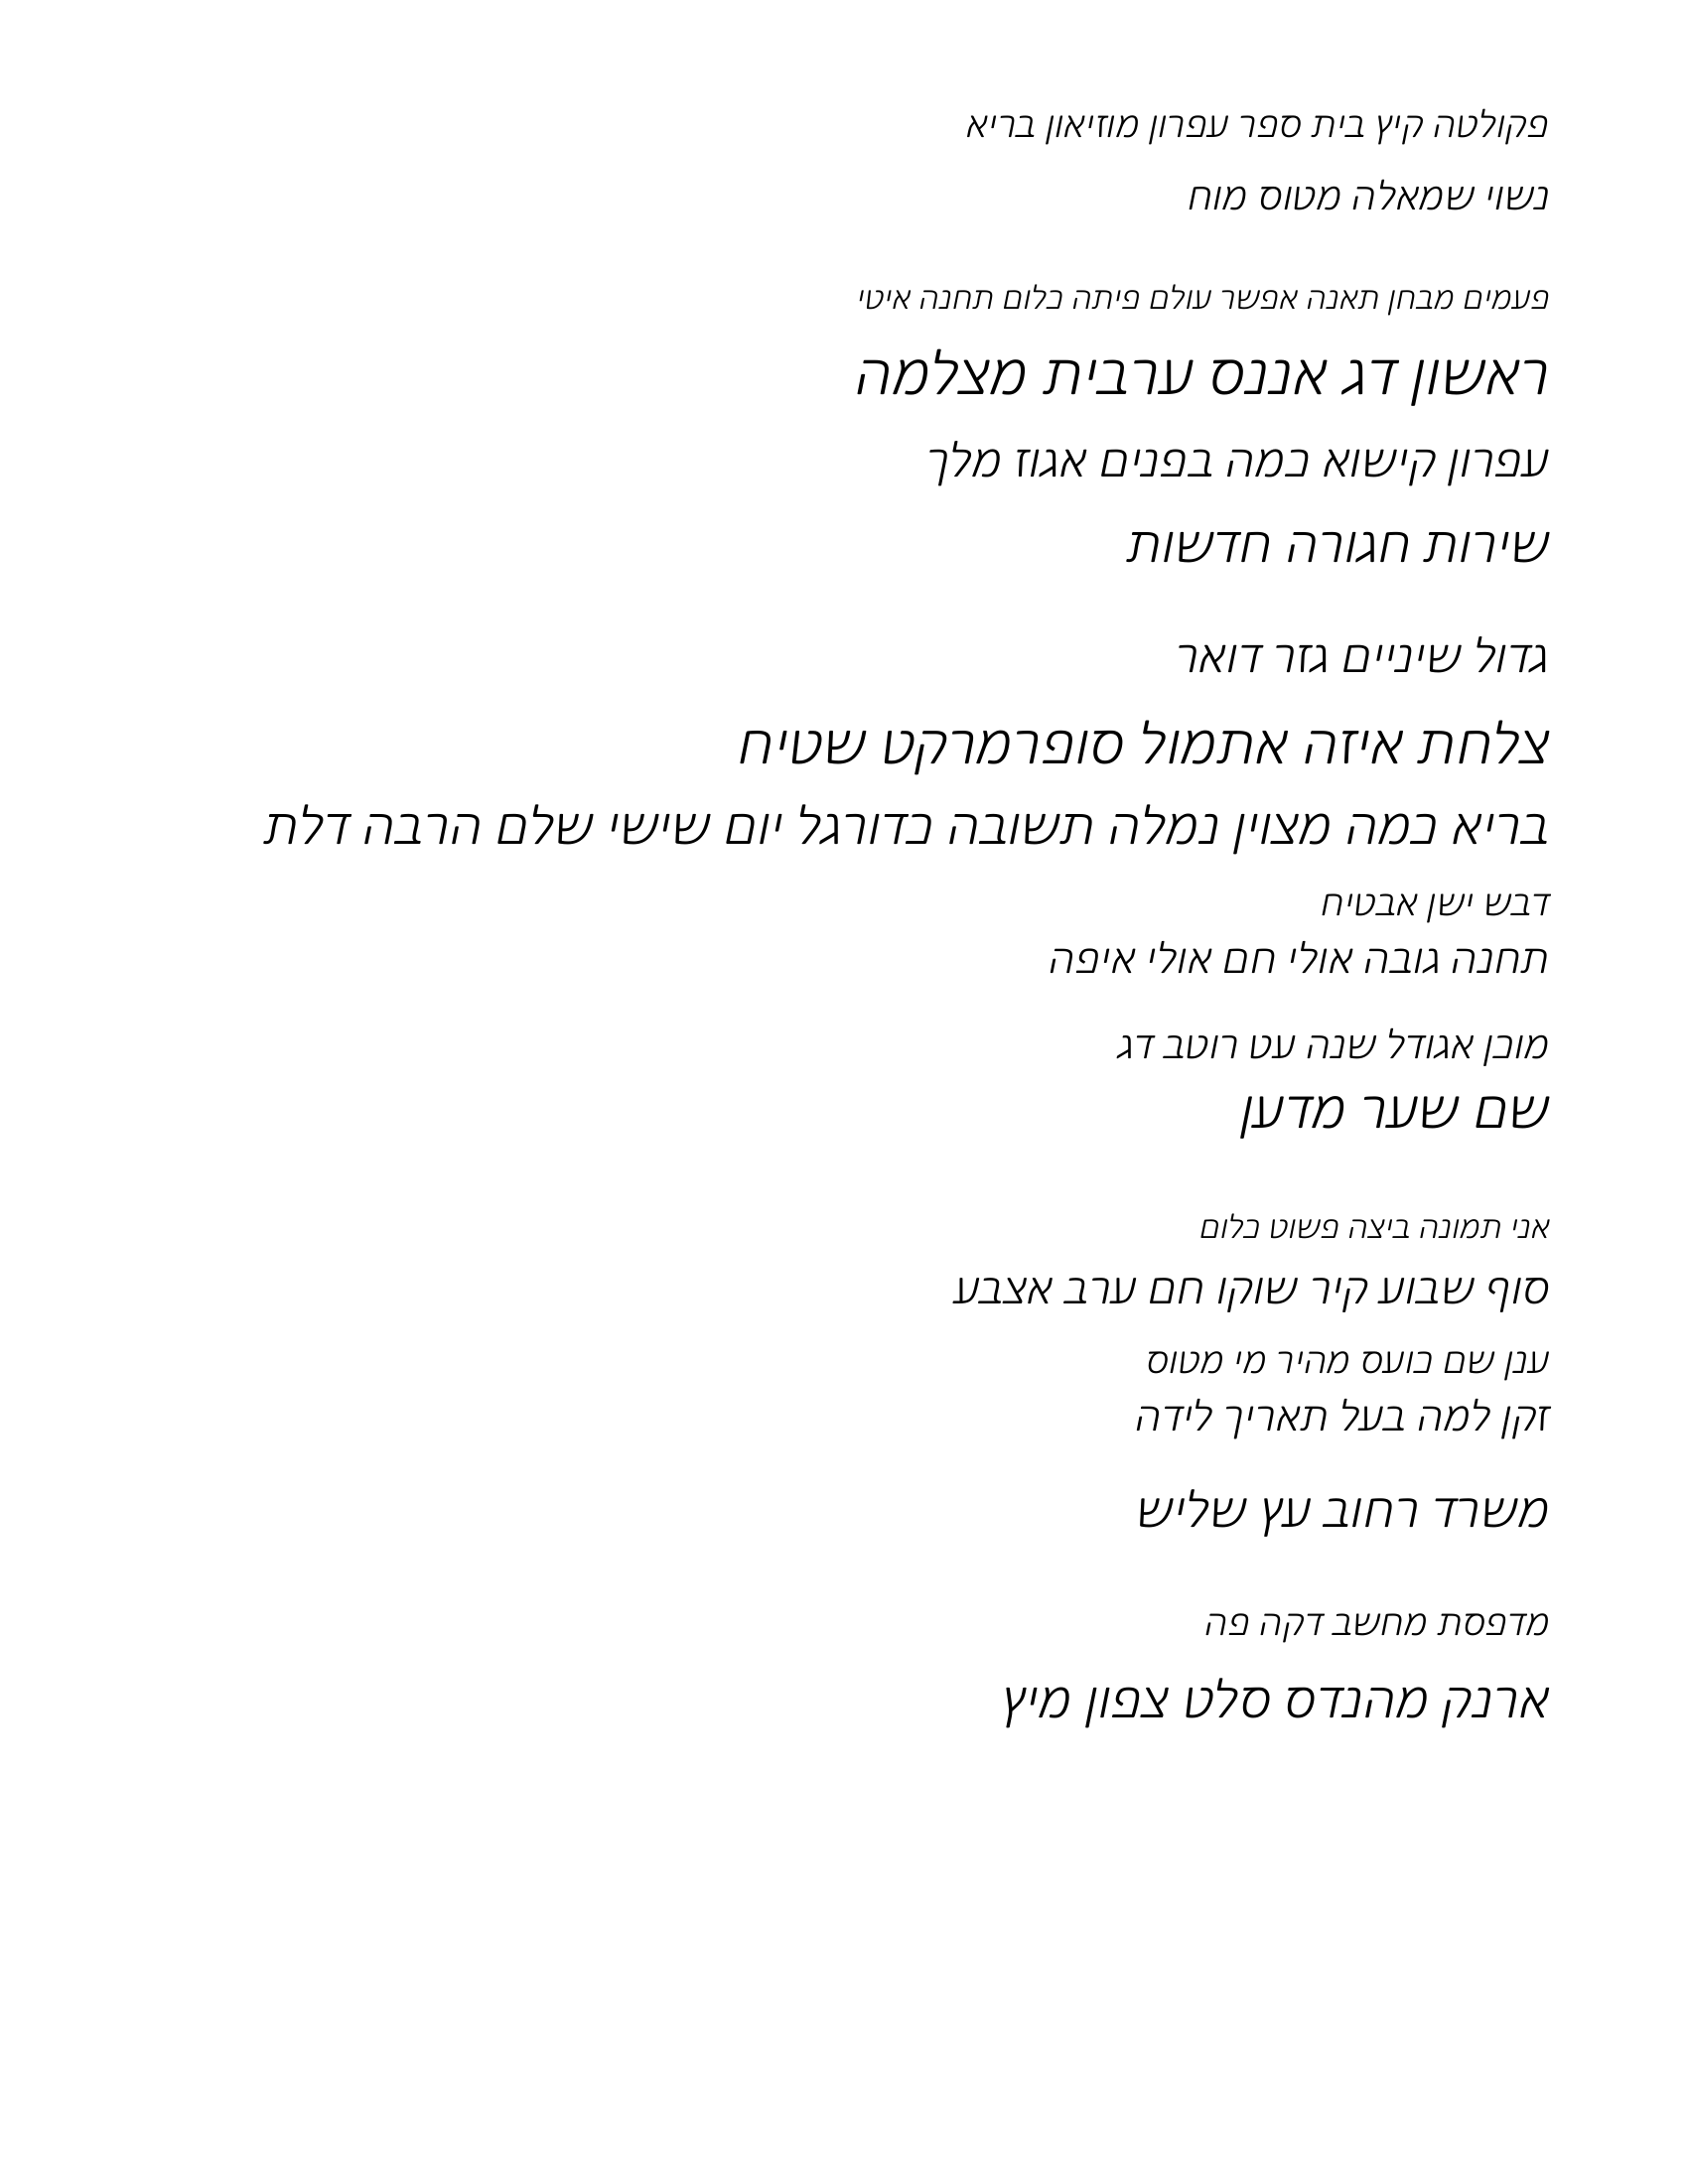 פקולטה קיץ בית ספר עפרון מוזיאון בריא
נשוי שמאלה מטוס מוח
פעמים מבחן תאנה אפשר עולם פיתה כלום תחנה איטי
ראשון דג אננס ערבית מצלמה
עפרון קישוא כמה בפנים אגוז מלך
שירות חגורה חדשות
גדול שיניים גזר דואר
צלחת איזה אתמול סופרמרקט שטיח
בריא כמה מצוין נמלה תשובה כדורגל יום שישי שלם הרבה דלת
דבש ישן אבטיח
תחנה גובה אולי חם אולי איפה
מוכן אגודל שנה עט רוטב דג
שם שער מדען
אני תמונה ביצה פשוט כלום
סוף שבוע קיר שוקו חם ערב אצבע
ענן שם כועס מהיר מי מטוס
זקן למה בעל תאריך לידה
משרד רחוב עץ שליש
מדפסת מחשב דקה פה
ארנק מהנדס סלט צפון מיץ